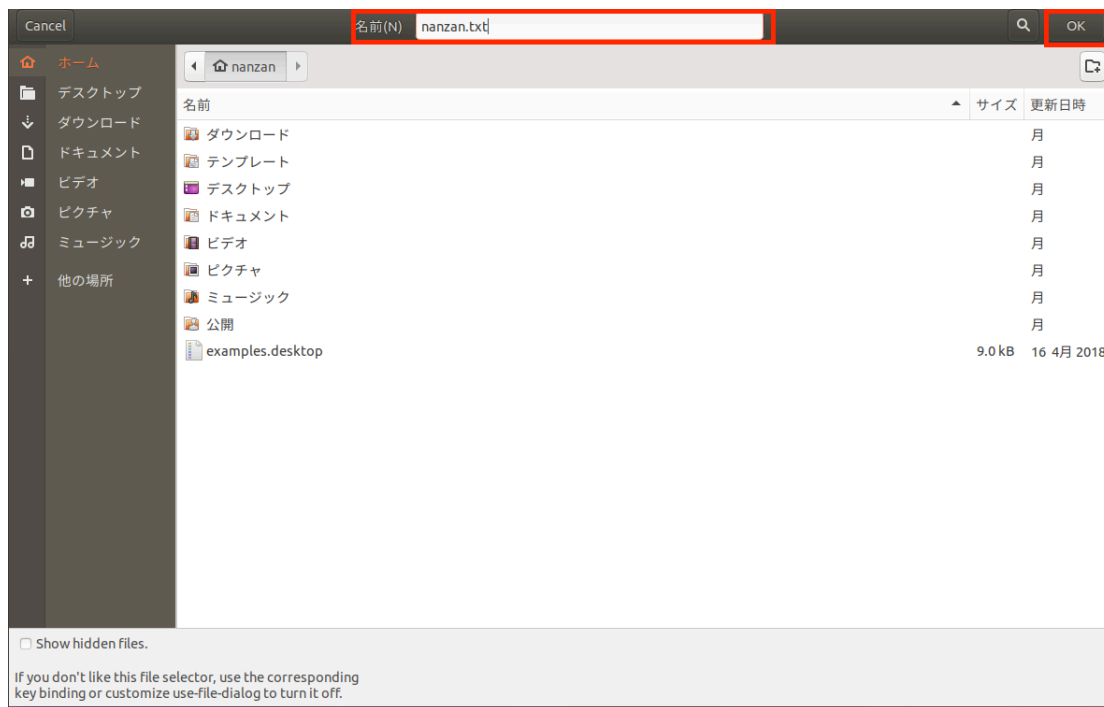 Cancel 名前(N) nanzan.txt OK
ホーム
デスクトップ
ダウンロード
ドキュメント
ビデオ
ピクチャ
ミュージック
他の場所
nanzan
名前 サイズ 更新日時
ダウンロード 月
テンプレート 月
デスクトップ 月
ドキュメント 月
ビデオ 月
ピクチャ 月
ミュージック 月
公開 月
examples.desktop 9.0 kB 16 4月 2018
Show hidden files.
If you don't like this file selector, use the corresponding
key binding or customize use-file-dialog to turn it off.